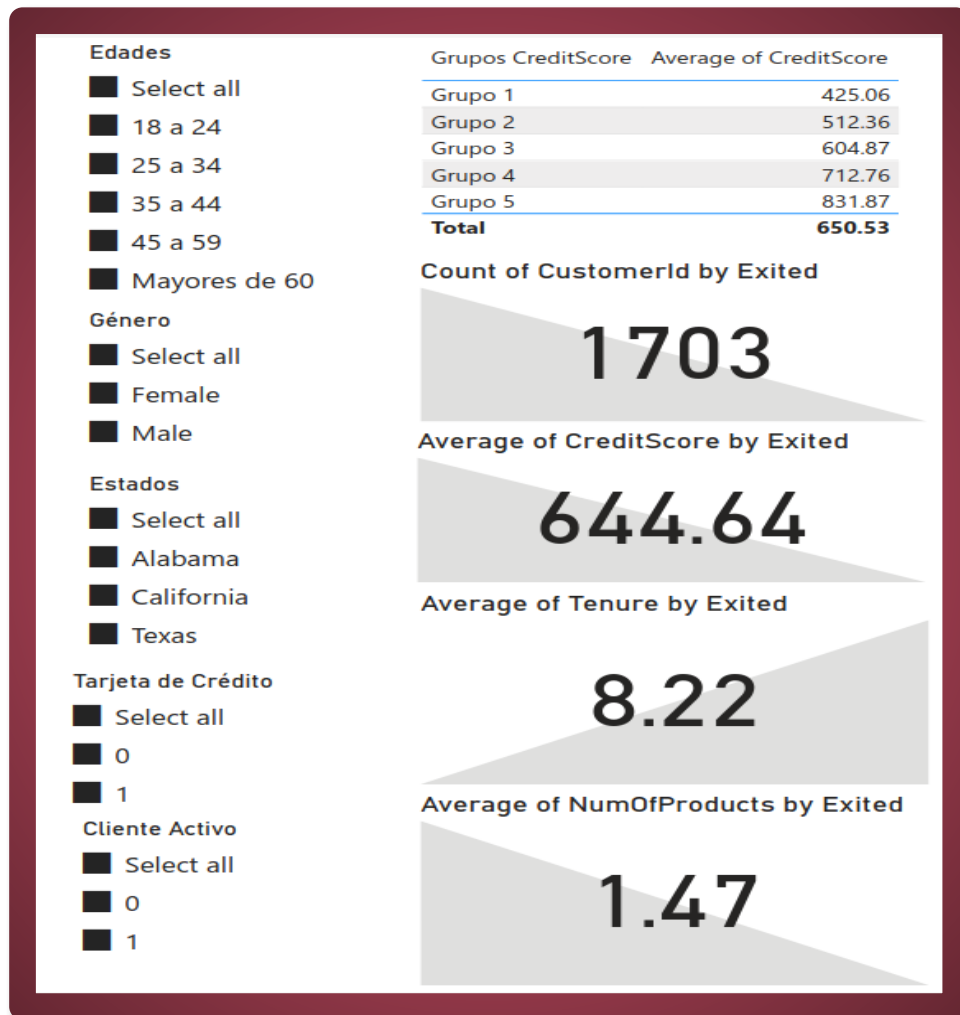 Edades
Select all
18 a 24
25 a 34
35 a 44
45 a 59
Mayores de 60
Género
Select all
Female
Male
Estados
Select all
Alabama
California
Texas
Tarjeta de Crédito
Select all
0
1
Cliente Activo
Select all
0
1
Grupos CreditScore Average of CreditScore
Grupo 1 425.06
Grupo 2 512.36
Grupo 3 604.87
Grupo 4 712.76
Grupo 5 831.87
Total 650.53
Count of CustomerId by Exited
1703
Average of CreditScore by Exited
644.64
Average of Tenure by Exited
8.22
Average of NumOfProducts by Exited
1.47